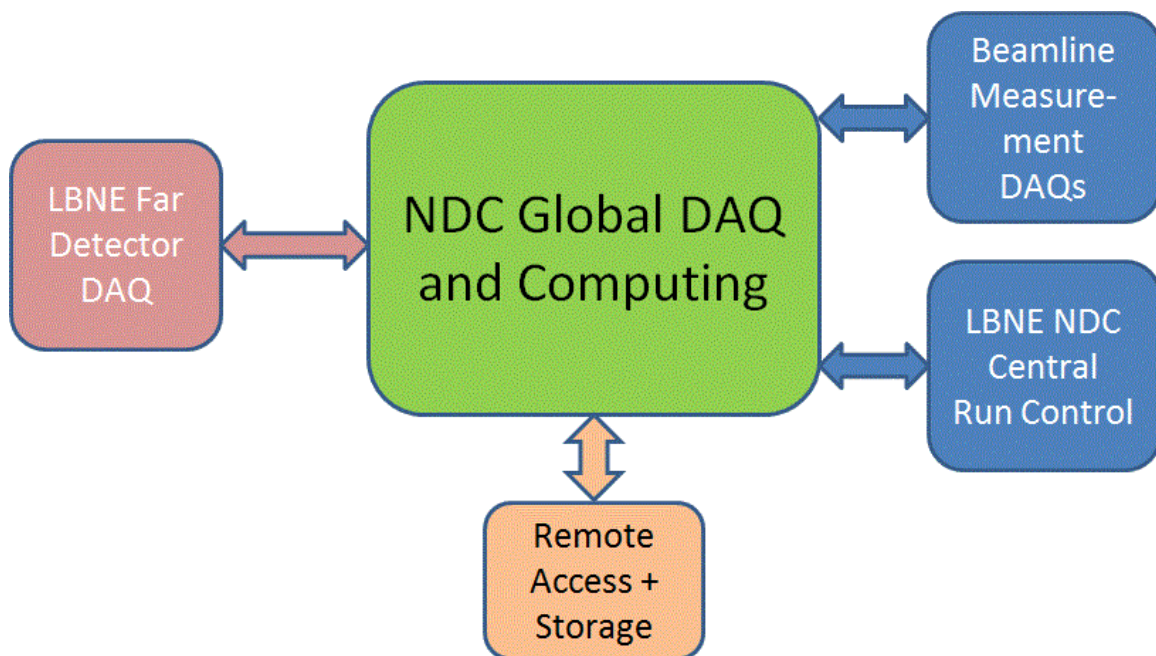 LBNE Far
Detector
DAQ
NDC Global DAQ
and Computing
Beamline
Measure-
ment
DAQs
LBNE NDC
Central
Run Control
Remote
Access +
Storage